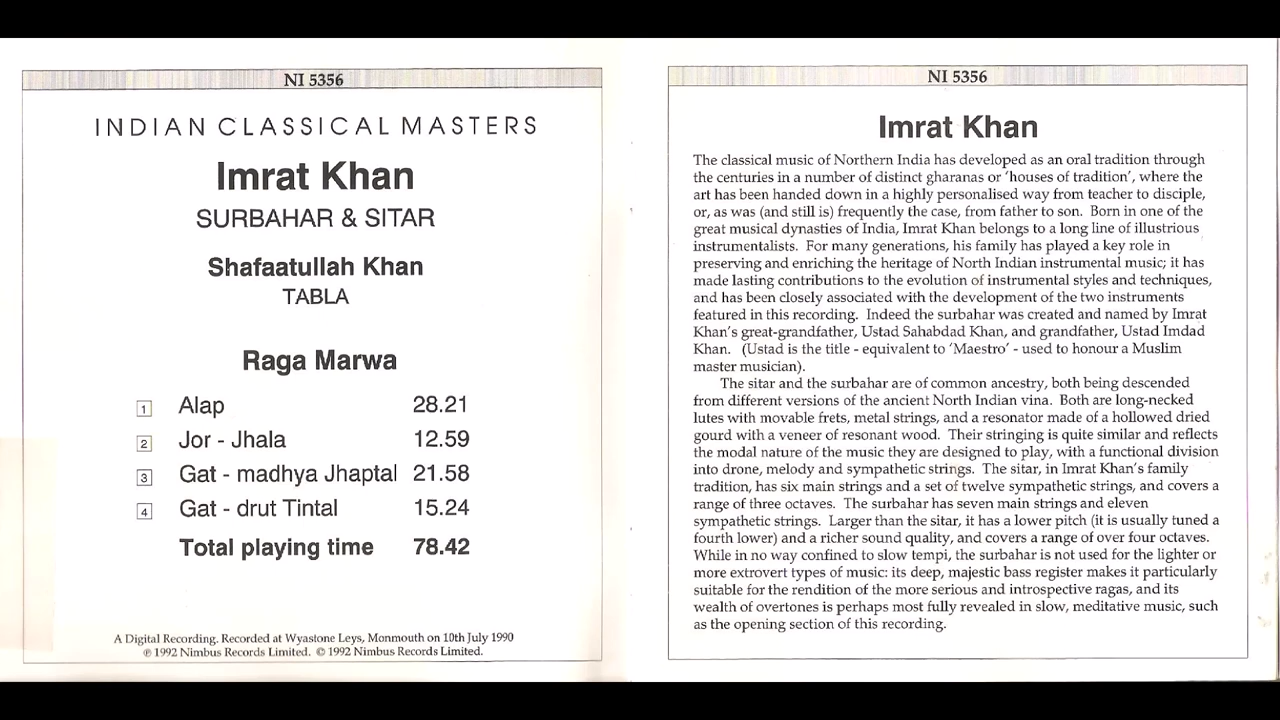 NI 5356
INDIAN CLASSICAL MASTERS
Imrat Khan
SURBAHAR & SITAR
Shafaatullah Khan
TABLA
Raga Marwa
1 Alap 28.21
2 Jor - Jhala 12.59
3 Gat - madhya Jhaptal 21.58
4 Gat - drut Tintal 15.24
Total playing time 78.42
A Digital Recording. Recorded at Wyastone Leys, Monmouth on 10th July 1990
℗ 1992 Nimbus Records Limited. © 1992 Nimbus Records Limited.
NI 5356
Imrat Khan
The classical music of Northern India has developed as an oral tradition through
the centuries in a number of distinct gharanas or ‘houses of tradition’, where the
art has been handed down in a highly personalised way from teacher to disciple,
or, as was (and still is) frequently the case, from father to son. Born in one of the
great musical dynasties of India, Imrat Khan belongs to a long line of illustrious
instrumentalists. For many generations, his family has played a key role in
preserving and enriching the heritage of North Indian instrumental music; it has
made lasting contributions to the evolution of instrumental styles and techniques,
and has been closely associated with the development of the two instruments
featured in this recording. Indeed the surbahar was created and named by Imrat
Khan’s great-grandfather, Ustad Sahabdad Khan, and grandfather, Ustad Imdad
Khan. (Ustad is the title - equivalent to ‘Maestro’ - used to honour a Muslim
master musician).
The sitar and the surbahar are of common ancestry, both being descended
from different versions of the ancient North Indian vina. Both are long-necked
lutes with movable frets, metal strings, and a resonator made of a hollowed dried
gourd with a veneer of resonant wood. Their stringing is quite similar and reflects
the modal nature of the music they are designed to play, with a functional division
into drone, melody and sympathetic strings. The sitar, in Imrat Khan’s family
tradition, has six main strings and a set of twelve sympathetic strings, and covers a
range of three octaves. The surbahar has seven main strings and eleven
sympathetic strings. Larger than the sitar, it has a lower pitch (it is usually tuned a
fourth lower) and a richer sound quality, and covers a range of over four octaves.
While in no way confined to slow tempi, the surbahar is not used for the lighter or
more extrovert types of music: its deep, majestic bass register makes it particularly
suitable for the rendition of the more serious and introspective ragas, and its
wealth of overtones is perhaps most fully revealed in slow, meditative music, such
as the opening section of this recording.